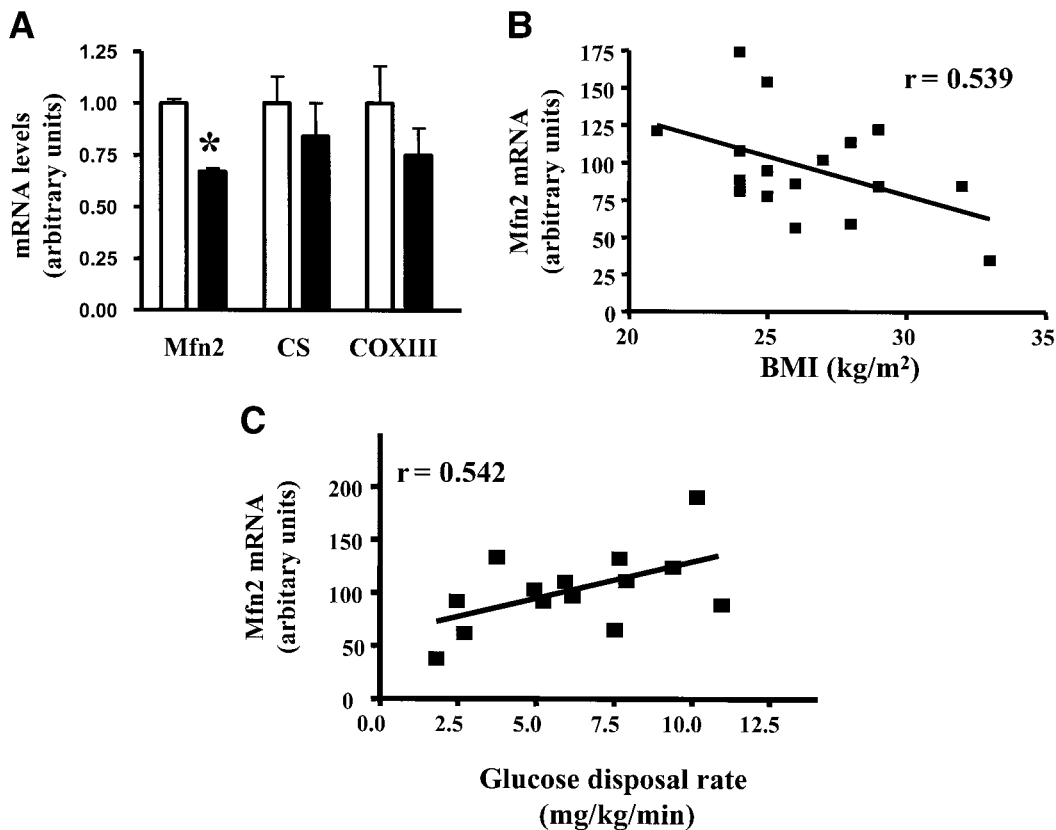 A
mRNA levels
(arbitrary units)
1.25
1.00
0.75
0.50
0.25
0.00
*
Mfn2 CS COXIII
B
Mfn2 mRNA
(arbitrary units)
175
150
125
100
75
50
25
0
r = 0.539
20 25 30 35
BMI (kg/m²)
C
Mfn2 mRNA
(arbitary units)
r = 0.542
200
150
100
50
0
0.0 2.5 5.0 7.5 10.0 12.5
Glucose disposal rate
(mg/kg/min)